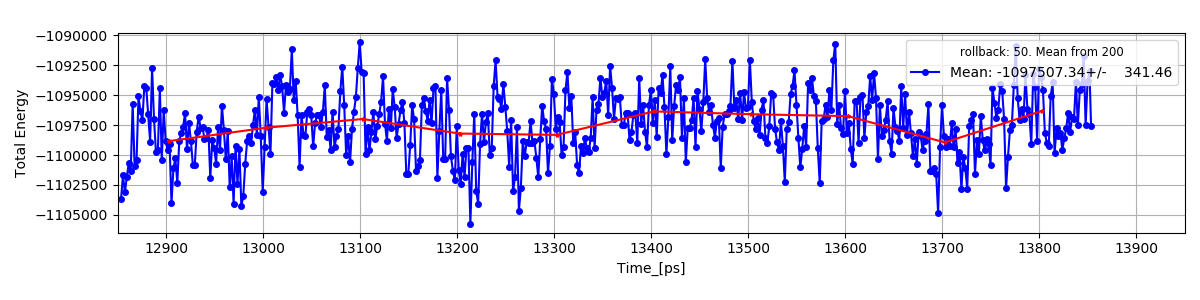 rollback: 50. Mean from 200
Mean: -1097507.34+/- 341.46
Total Energy
−1090000
−1092500
−1095000
−1097500
−1100000
−1102500
−1105000
12900 13000 13100 13200 13300 13400 13500 13600 13700 13800 13900
Time_[ps]